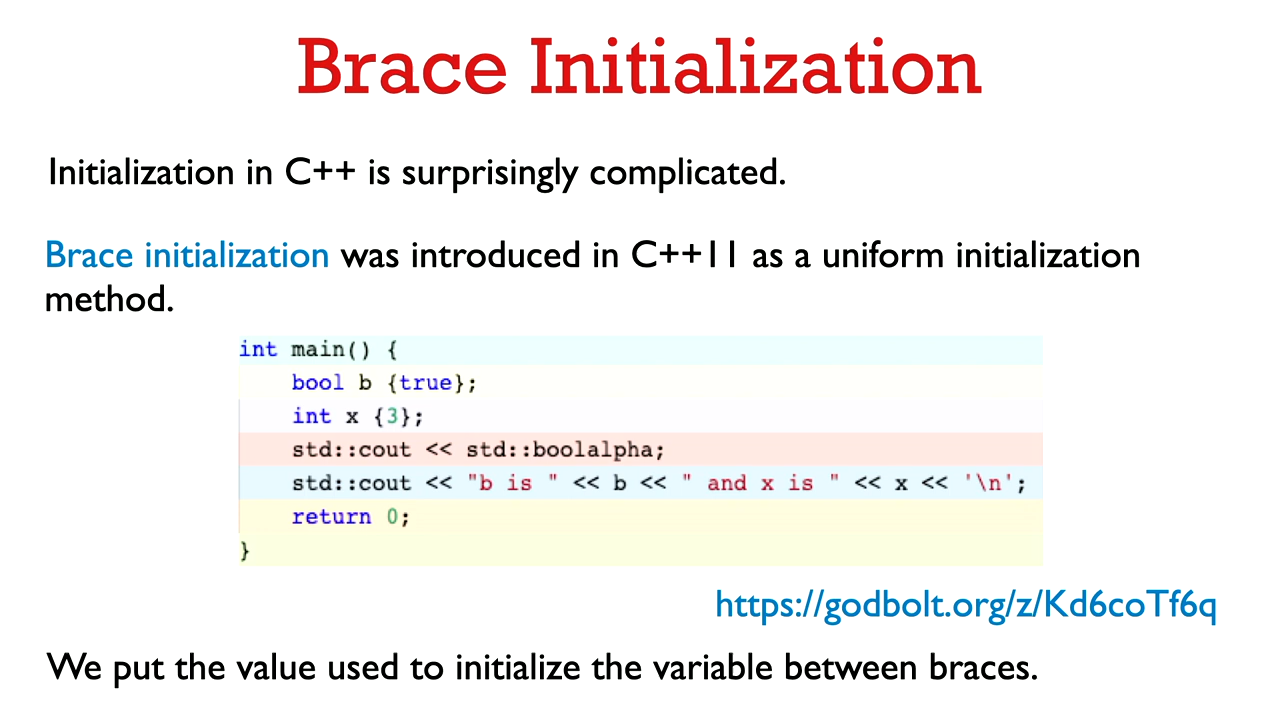 Brace Initialization
Initialization in C++ is surprisingly complicated.
Brace initialization was introduced in C++11 as a uniform initialization
method.
int main() {
    bool b {true};
    int x {3};
    std::cout << std::boolalpha;
    std::cout << "b is " << b << " and x is " << x << '\n';
    return 0;
}
https://godbolt.org/z/Kd6coTf6q
We put the value used to initialize the variable between braces.